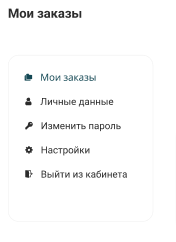 Мои заказы
Мои заказы
Личные данные
Изменить пароль
Настройки
Выйти из кабинета